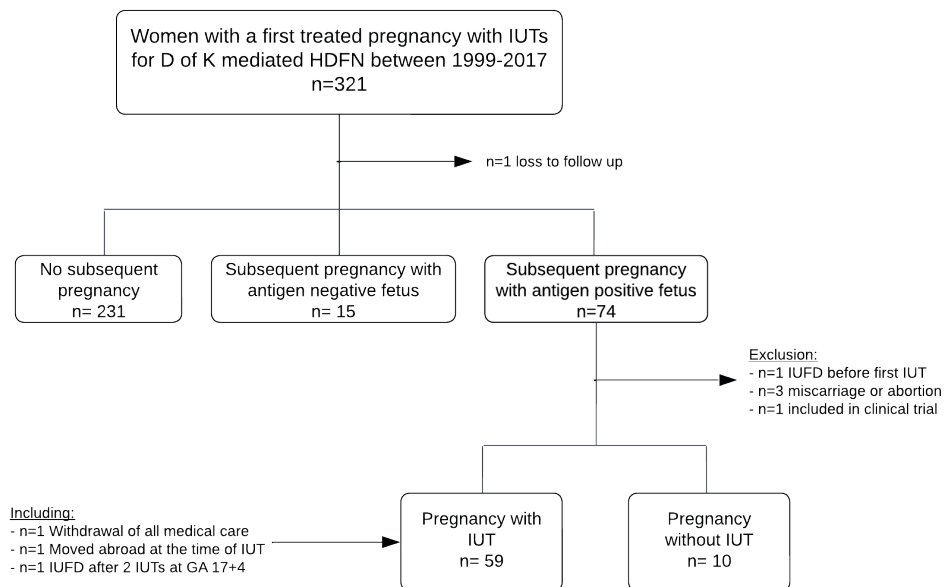 Women with a first treated pregnancy with IUTs
for D of K mediated HDFN between 1999-2017
n=321
n=1 loss to follow up
No subsequent
pregnancy
n= 231
Subsequent pregnancy with
antigen negative fetus
n= 15
Subsequent pregnancy
with antigen positive fetus
n=74
Exclusion:
- n=1 IUFD before first IUT
- n=3 miscarriage or abortion
- n=1 included in clinical trial
Including:
- n=1 Withdrawal of all medical care
- n=1 Moved abroad at the time of IUT
- n=1 IUFD after 2 IUTs at GA 17+4
Pregnancy with
IUT
n= 59
Pregnancy
without IUT
n= 10